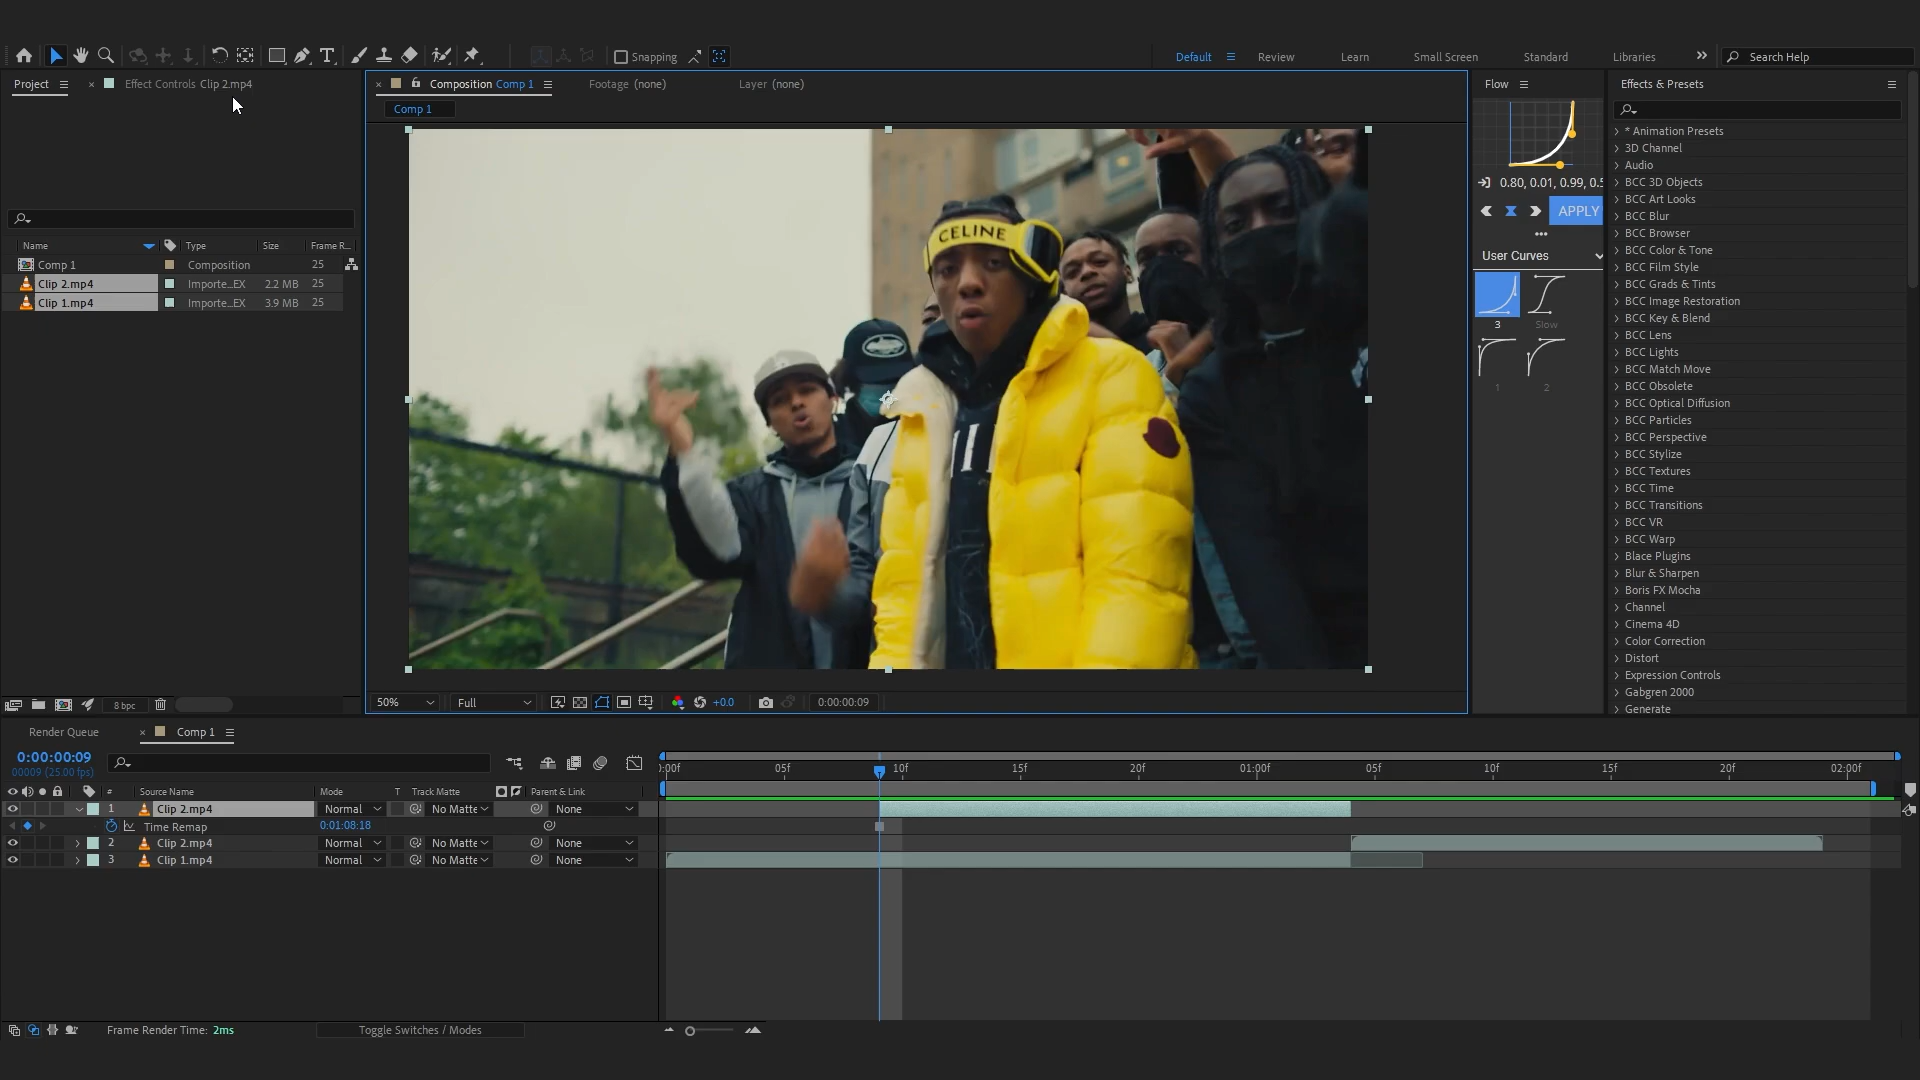 Snapping
Default
Review
Learn
Small Screen
Standard
Libraries
Search Help
Project
Effect Controls Clip 2.mp4
Composition Comp 1
Footage (none)
Layer (none)
Flow
Effects & Presets
Comp 1
CELINE
0.80, 0.01, 0.99, 0.5
APPLY
User Curves
3
Slow
1
2
Name
Type
Size
Frame R...
Comp 1
Composition
25
Clip 2.mp4
Importe...EX
2.2 MB
25
Clip 1.mp4
Importe...EX
3.9 MB
25
* Animation Presets
3D Channel
Audio
BCC 3D Objects
BCC Art Looks
BCC Blur
BCC Browser
BCC Color & Tone
BCC Film Style
BCC Grads & Tints
BCC Image Restoration
BCC Key & Blend
BCC Lens
BCC Lights
BCC Match Move
BCC Obsolete
BCC Optical Diffusion
BCC Particles
BCC Perspective
BCC Stylize
BCC Textures
BCC Time
BCC Transitions
BCC VR
BCC Warp
Blace Plugins
Blur & Sharpen
Boris FX Mocha
Channel
Cinema 4D
Color Correction
Distort
Expression Controls
Gabgren 2000
Generate
8 bpc
50%
Full
+0.0
0:00:00:09
Render Queue
Comp 1
0:00:00:09
00009 (25.00 fps)
):00f
05f
10f
15f
20f
01:00f
05f
10f
15f
20f
02:00f
#
Source Name
Mode
T
Track Matte
Parent & Link
1
Clip 2.mp4
Normal
No Matte
None
Time Remap
0:01:08:18
2
Clip 2.mp4
Normal
No Matte
None
3
Clip 1.mp4
Normal
No Matte
None
Frame Render Time: 2ms
Toggle Switches / Modes